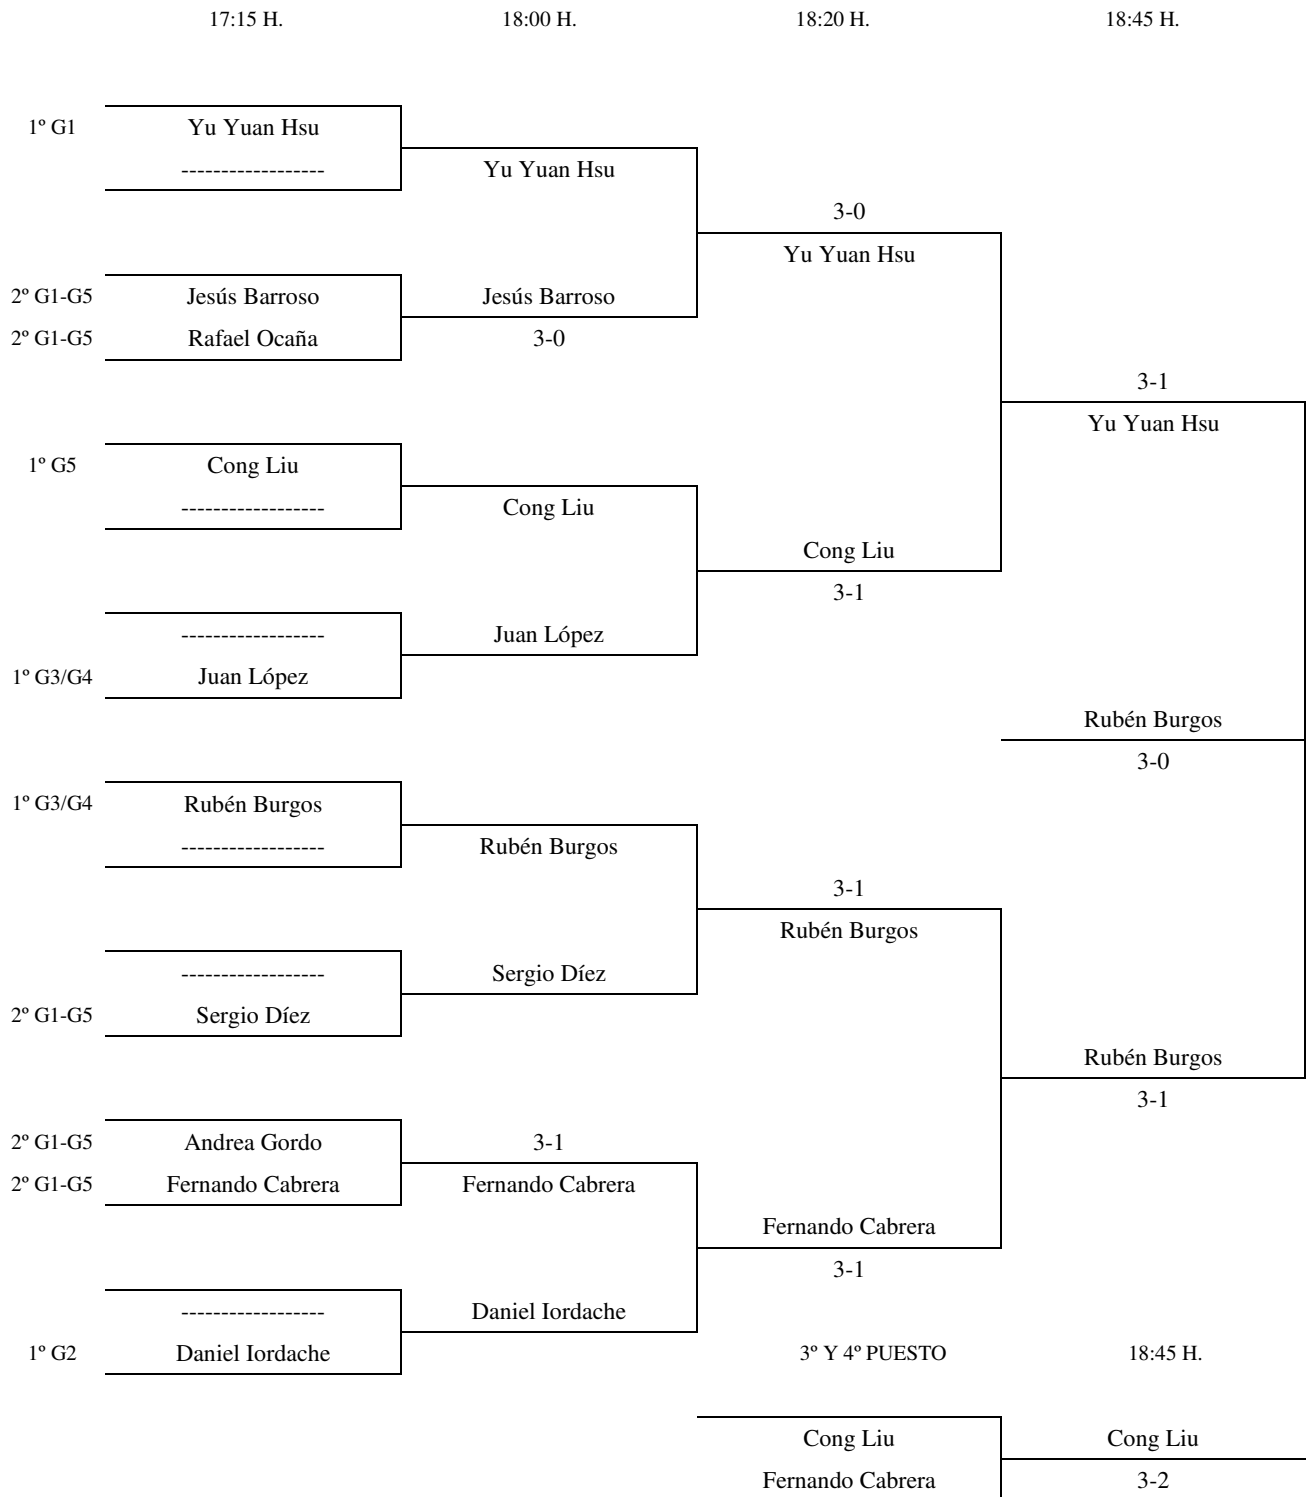 17:15 H. 18:00 H. 18:20 H. 18:45 H.
1º G1 Yu Yuan Hsu
------------------ Yu Yuan Hsu
3-0
Yu Yuan Hsu
2º G1-G5 Jesús Barroso Jesús Barroso
2º G1-G5 Rafael Ocaña 3-0
3-1
Yu Yuan Hsu
1º G5 Cong Liu
------------------ Cong Liu
Cong Liu
3-1
------------------ Juan López
1º G3/G4 Juan López
Rubén Burgos
3-0
1º G3/G4 Rubén Burgos
------------------ Rubén Burgos
3-1
Rubén Burgos
------------------ Sergio Díez
2º G1-G5 Sergio Díez
Rubén Burgos
3-1
2º G1-G5 Andrea Gordo 3-1
2º G1-G5 Fernando Cabrera Fernando Cabrera
Fernando Cabrera
3-1
------------------ Daniel Iordache
1º G2 Daniel Iordache 3º Y 4º PUESTO 18:45 H.
Cong Liu Cong Liu
Fernando Cabrera 3-2